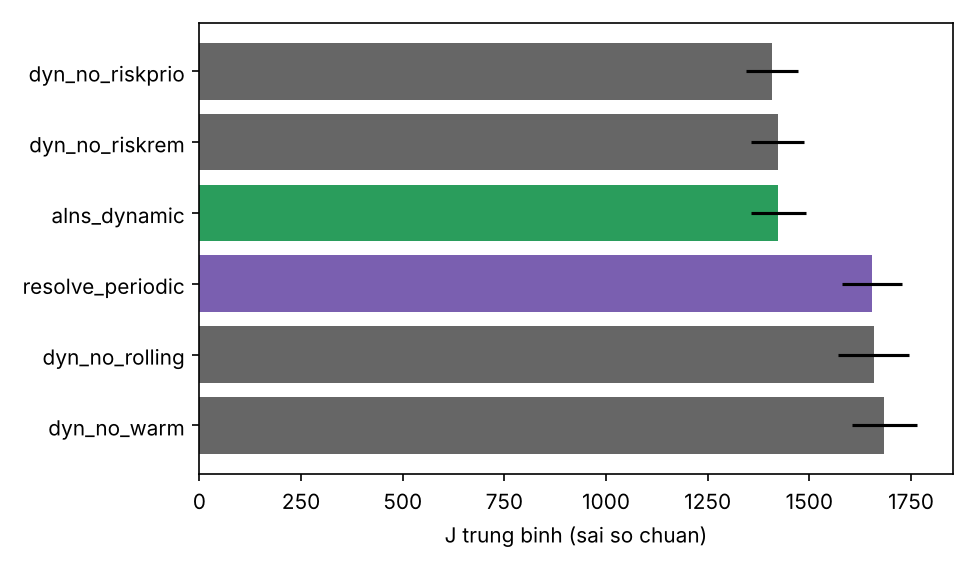 dyn_no_riskprio
dyn_no_riskrem
alns_dynamic
resolve_periodic
dyn_no_rolling
dyn_no_warm
0 250 500 750 1000 1250 1500 1750
J trung binh (sai so chuan)